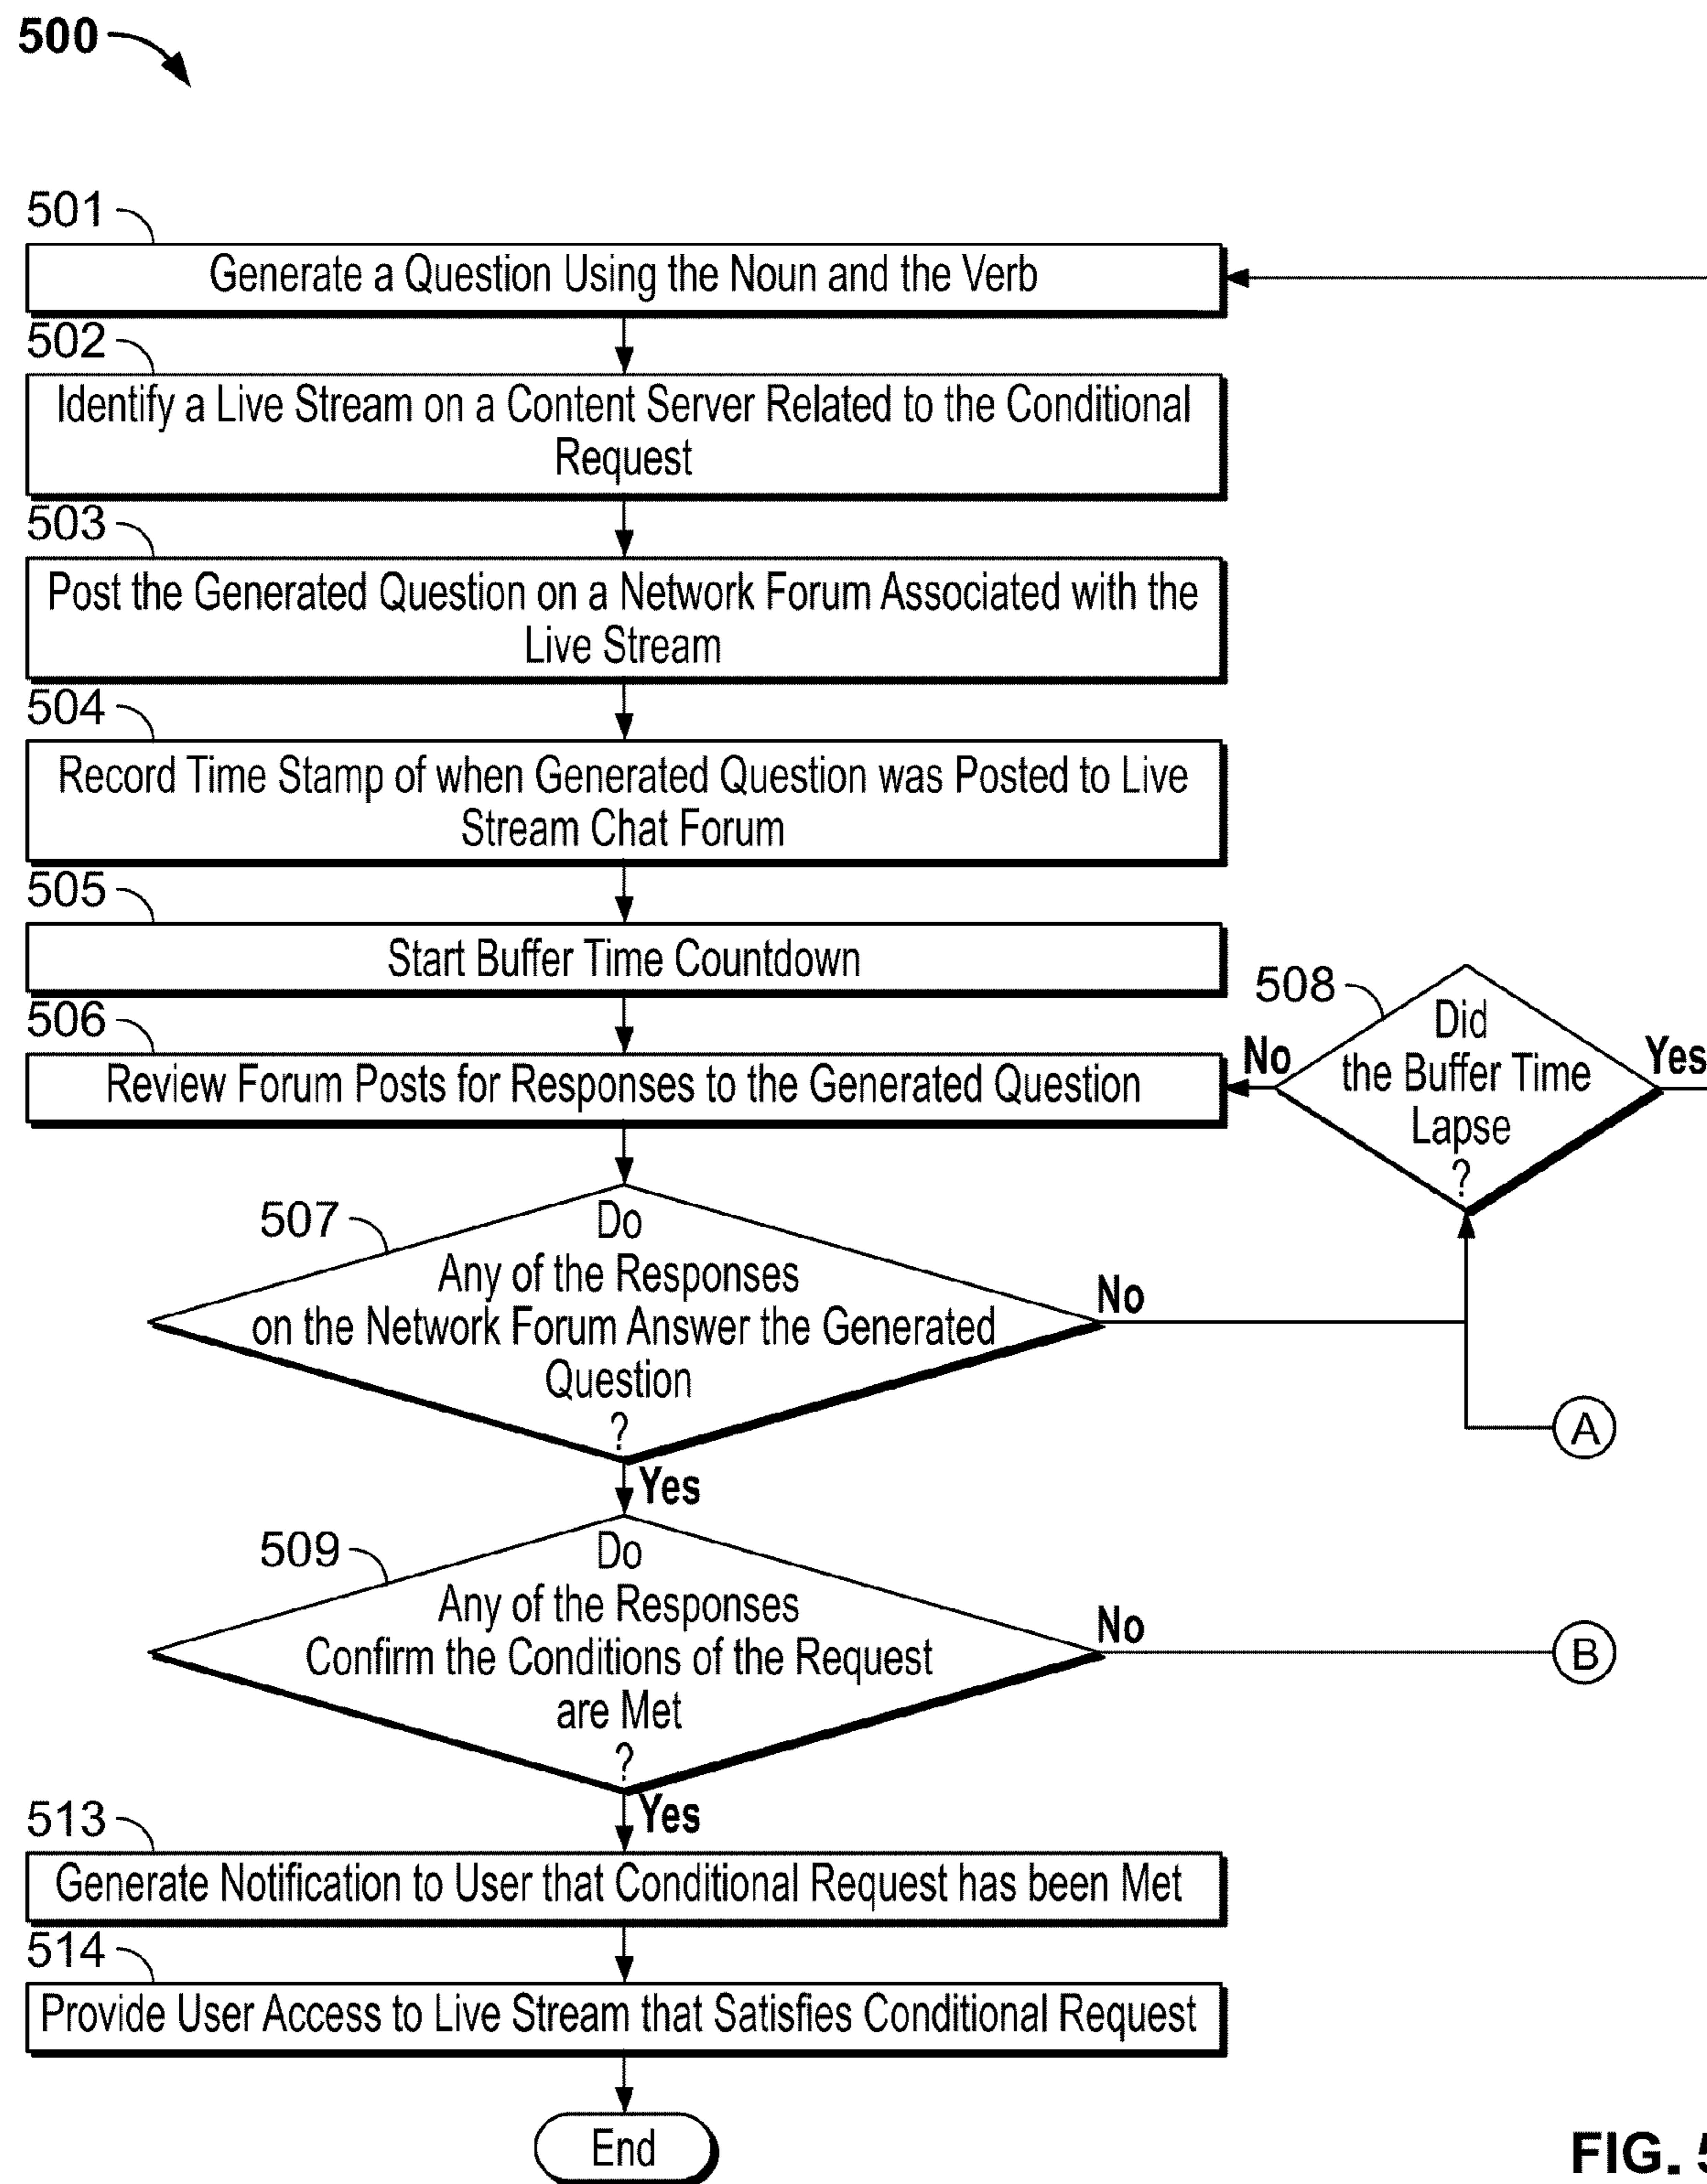 500
501
Generate a Question Using the Noun and the Verb
502
Identify a Live Stream on a Content Server Related to the Conditional
Request
503
Post the Generated Question on a Network Forum Associated with the
Live Stream
504
Record Time Stamp of when Generated Question was Posted to Live
Stream Chat Forum
505
Start Buffer Time Countdown
506
Review Forum Posts for Responses to the Generated Question
508
Did
the Buffer Time
Lapse
?
No
Yes
507
Do
Any of the Responses
on the Network Forum Answer the Generated
Question
?
No
Yes
A
509
Do
Any of the Responses
Confirm the Conditions of the Request
are Met
?
No
Yes
B
513
Generate Notification to User that Conditional Request has been Met
514
Provide User Access to Live Stream that Satisfies Conditional Request
End
FIG. 5